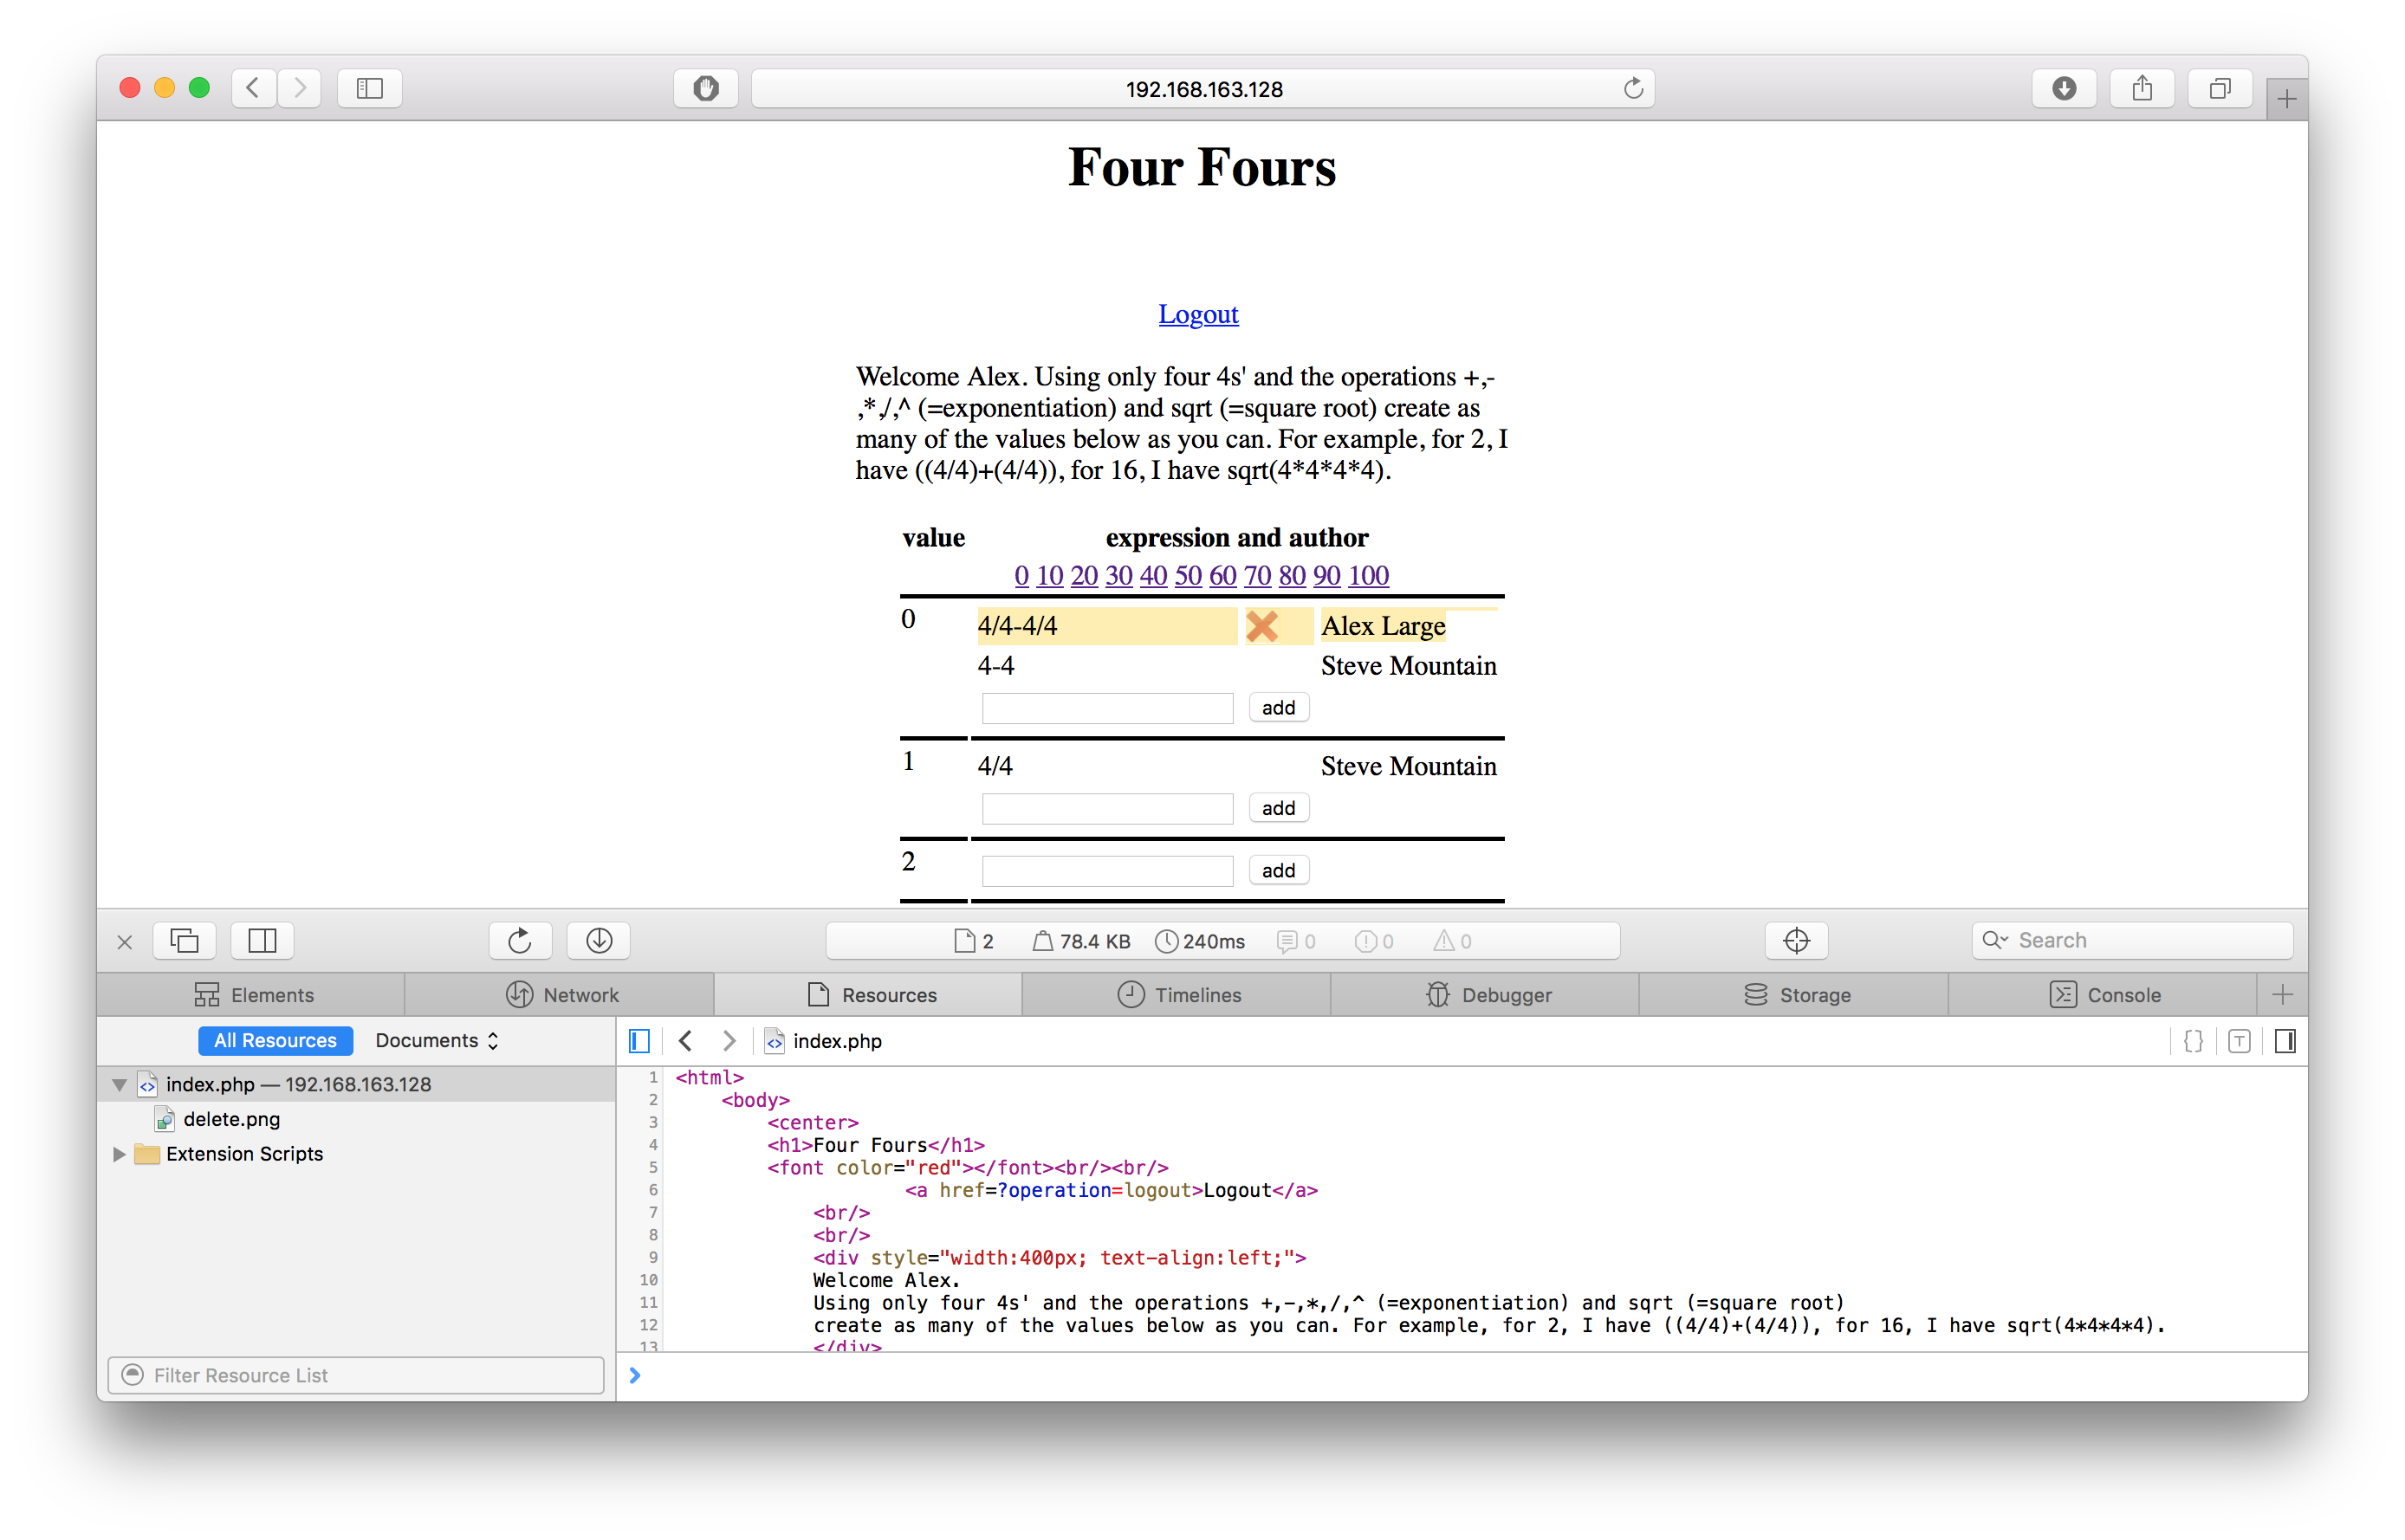 192.168.163.128
Four Fours
Logout
Welcome Alex. Using only four 4s' and the operations +,-
,*,/,^ (=exponentiation) and sqrt (=square root) create as
many of the values below as you can. For example, for 2, I
have ((4/4)+(4/4)), for 16, I have sqrt(4*4*4*4).
value expression and author
0 10 20 30 40 50 60 70 80 90 100
0 4/4-4/4 Alex Large
4-4 Steve Mountain
add
1 4/4 Steve Mountain
add
2 add
2 78.4 KB 240ms 0 0 0 Search
Elements Network Resources Timelines Debugger Storage Console
All Resources Documents index.php
index.php — 192.168.163.128
delete.png
Extension Scripts
Filter Resource List
1 <html>
2 <body>
3 <center>
4 <h1>Four Fours</h1>
5 <font color="red"></font><br/><br/>
6 <a href=?operation=logout>Logout</a>
7 <br/>
8 <br/>
9 <div style="width:400px; text-align:left;">
10 Welcome Alex.
11 Using only four 4s' and the operations +,-,*,/,^ (=exponentiation) and sqrt (=square root)
12 create as many of the values below as you can. For example, for 2, I have ((4/4)+(4/4)), for 16, I have sqrt(4*4*4*4).
13 </div>